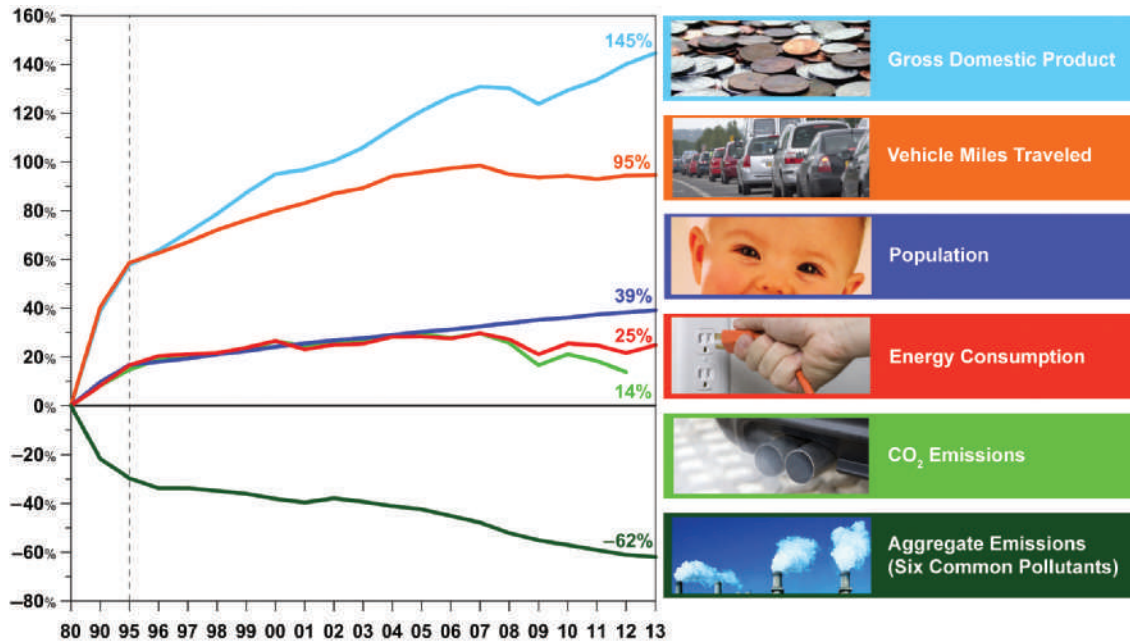 160%
140%
120%
100%
80%
60%
40%
20%
0%
–20%
–40%
–60%
–80%
80 90 95 96 97 98 99 00 01 02 03 04 05 06 07 08 09 10 11 12 13
145%
95%
39%
25%
14%
–62%
Gross Domestic Product
Vehicle Miles Traveled
Population
Energy Consumption
CO₂ Emissions
Aggregate Emissions
(Six Common Pollutants)